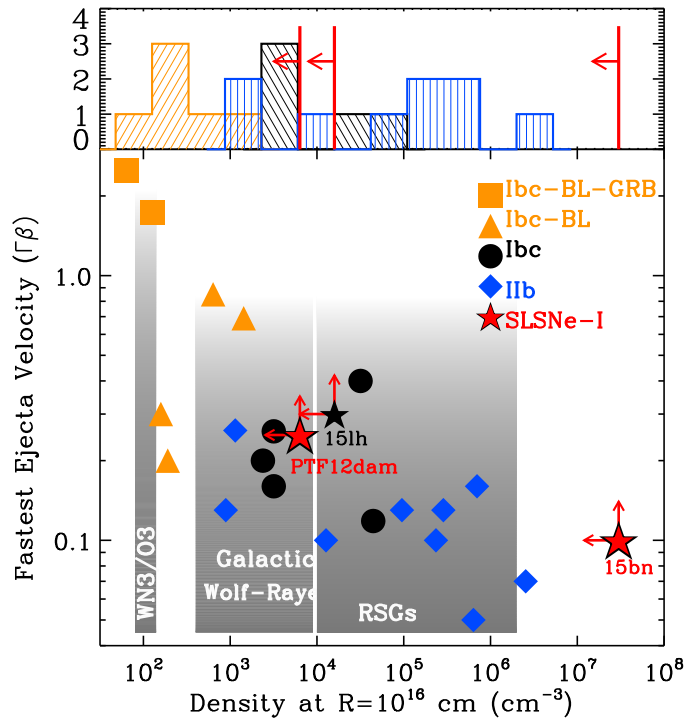 4
3
2
1
0
Ibc-BL-GRB
Ibc-BL
Ibc
IIb
SLSNe-I
1.0
0.1
Fastest Ejecta Velocity (Γβ)
15lh
PTF12dam
15bn
WN3/O3
Galactic
Wolf-Raye
RSGs
10² 10³ 10⁴ 10⁵ 10⁶ 10⁷ 10⁸
Density at R=10¹⁶ cm (cm⁻³)